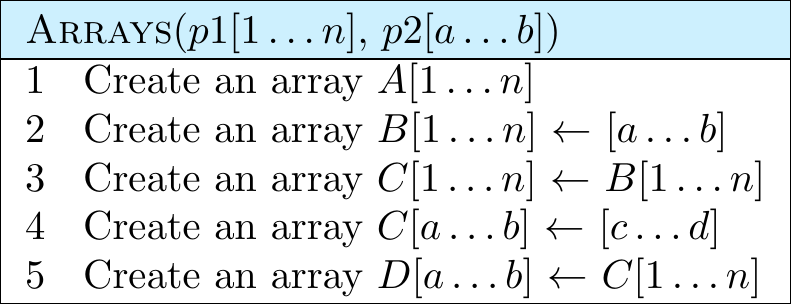 ARRAYS(p1[1 . . . n], p2[a . . . b])
1 Create an array A[1 . . . n]
2 Create an array B[1 . . . n] ← [a . . . b]
3 Create an array C[1 . . . n] ← B[1 . . . n]
4 Create an array C[a . . . b] ← [c . . . d]
5 Create an array D[a . . . b] ← C[1 . . . n]